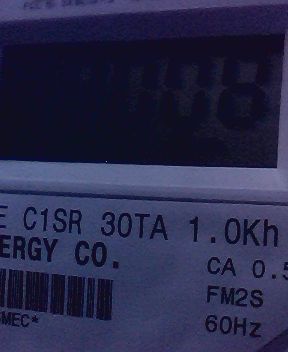 E C1SR 30TA 1.0Kh
ERGY CO.
CA 0.5
FM2S
MEC*
60Hz